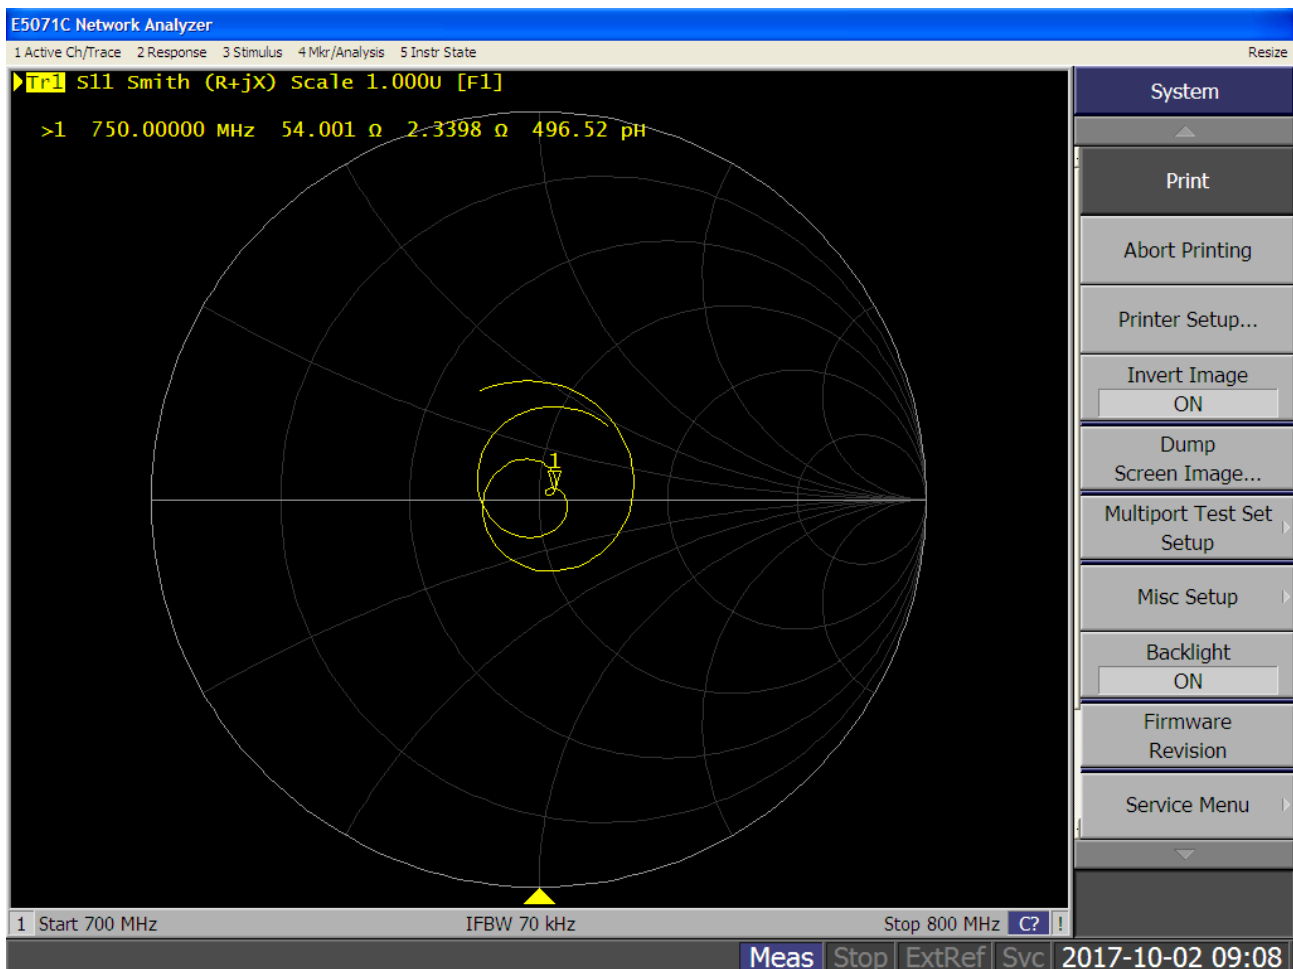 E5071C Network Analyzer
1 Active Ch/Trace 2 Response 3 Stimulus 4 Mkr/Analysis 5 Instr State Resize
Tr1 S11 Smith (R+jX) Scale 1.000U [F1]
>1 750.00000 MHz 54.001 Ω 2.3398 Ω 496.52 pH
1
System
Print
Abort Printing
Printer Setup...
Invert Image
ON
Dump
Screen Image...
Multiport Test Set
Setup
Misc Setup
Backlight
ON
Firmware
Revision
Service Menu
1 Start 700 MHz IFBW 70 kHz Stop 800 MHz C? !
Meas Stop ExtRef Svc 2017-10-02 09:08